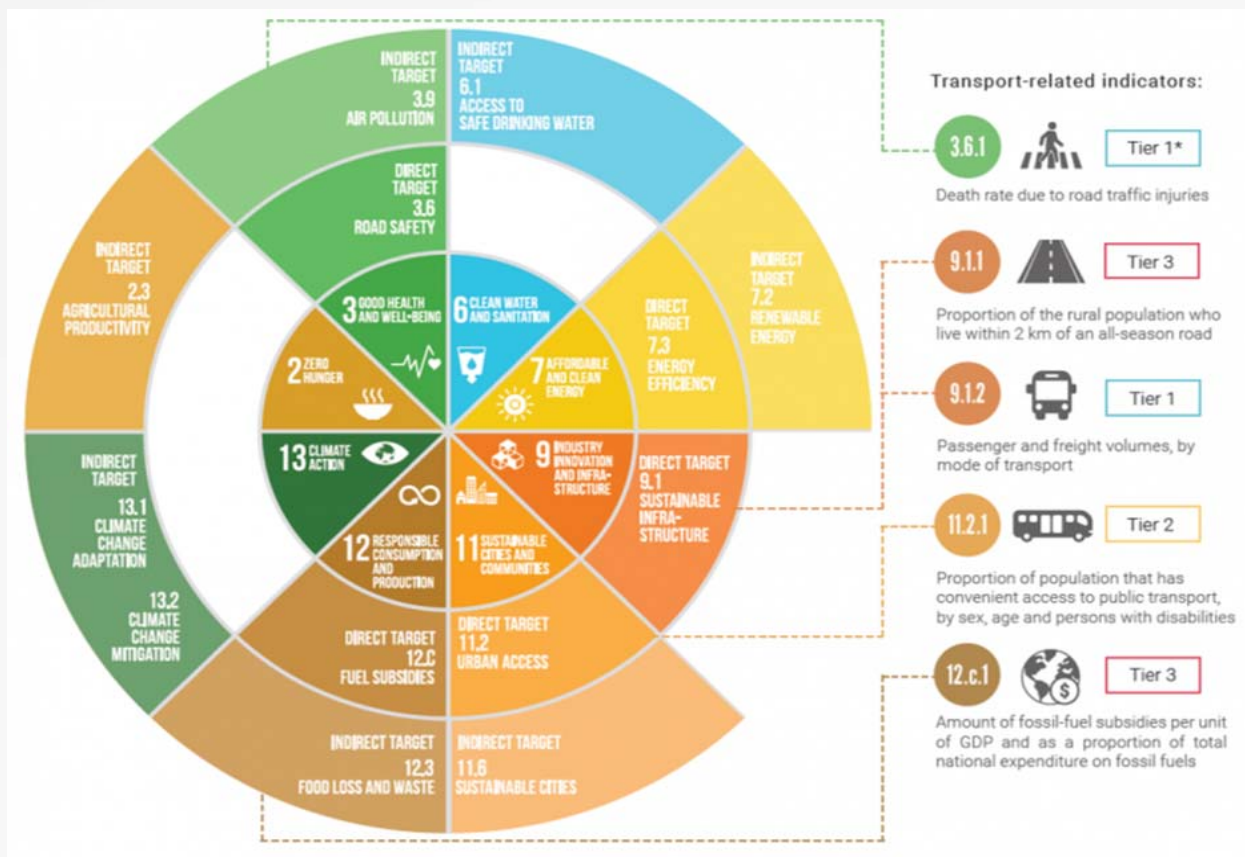 INDIRECT
TARGET
3.9
AIR POLLUTION
INDIRECT
TARGET
6.1
ACCESS TO
SAFE DRINKING WATER
DIRECT
TARGET
3.6
ROAD SAFETY
INDIRECT
TARGET
2.3
AGRICULTURAL
PRODUCTIVITY
INDIRECT
TARGET
7.2
RENEWABLE
ENERGY
DIRECT
TARGET
7.3
ENERGY
EFFICIENCY
3 GOOD HEALTH
AND WELL-BEING
6 CLEAN WATER
AND SANITATION
2 ZERO
HUNGER
7 AFFORDABLE
AND CLEAN
ENERGY
13 CLIMATE
ACTION
9 INDUSTRY
INNOVATION
AND INFRA-
STRUCTURE
12 RESPONSIBLE
CONSUMPTION
AND
PRODUCTION
11 SUSTAINABLE
CITIES AND
COMMUNITIES
DIRECT TARGET
9.1
SUSTAINABLE
INFRA-
STRUCTURE
INDIRECT
TARGET
13.1
CLIMATE
CHANGE
ADAPTATION
13.2
CLIMATE
CHANGE
MITIGATION
DIRECT TARGET
12.C
FUEL SUBSIDIES
DIRECT TARGET
11.2
URBAN ACCESS
INDIRECT TARGET
12.3
FOOD LOSS AND WASTE
INDIRECT TARGET
11.6
SUSTAINABLE CITIES
Transport-related indicators:
3.6.1
Tier 1*
Death rate due to road traffic injuries
9.1.1
Tier 3
Proportion of the rural population who
live within 2 km of an all-season road
9.1.2
Tier 1
Passenger and freight volumes, by
mode of transport
11.2.1
Tier 2
Proportion of population that has
convenient access to public transport,
by sex, age and persons with disabilities
12.c.1
$
Tier 3
Amount of fossil-fuel subsidies per unit
of GDP and as a proportion of total
national expenditure on fossil fuels